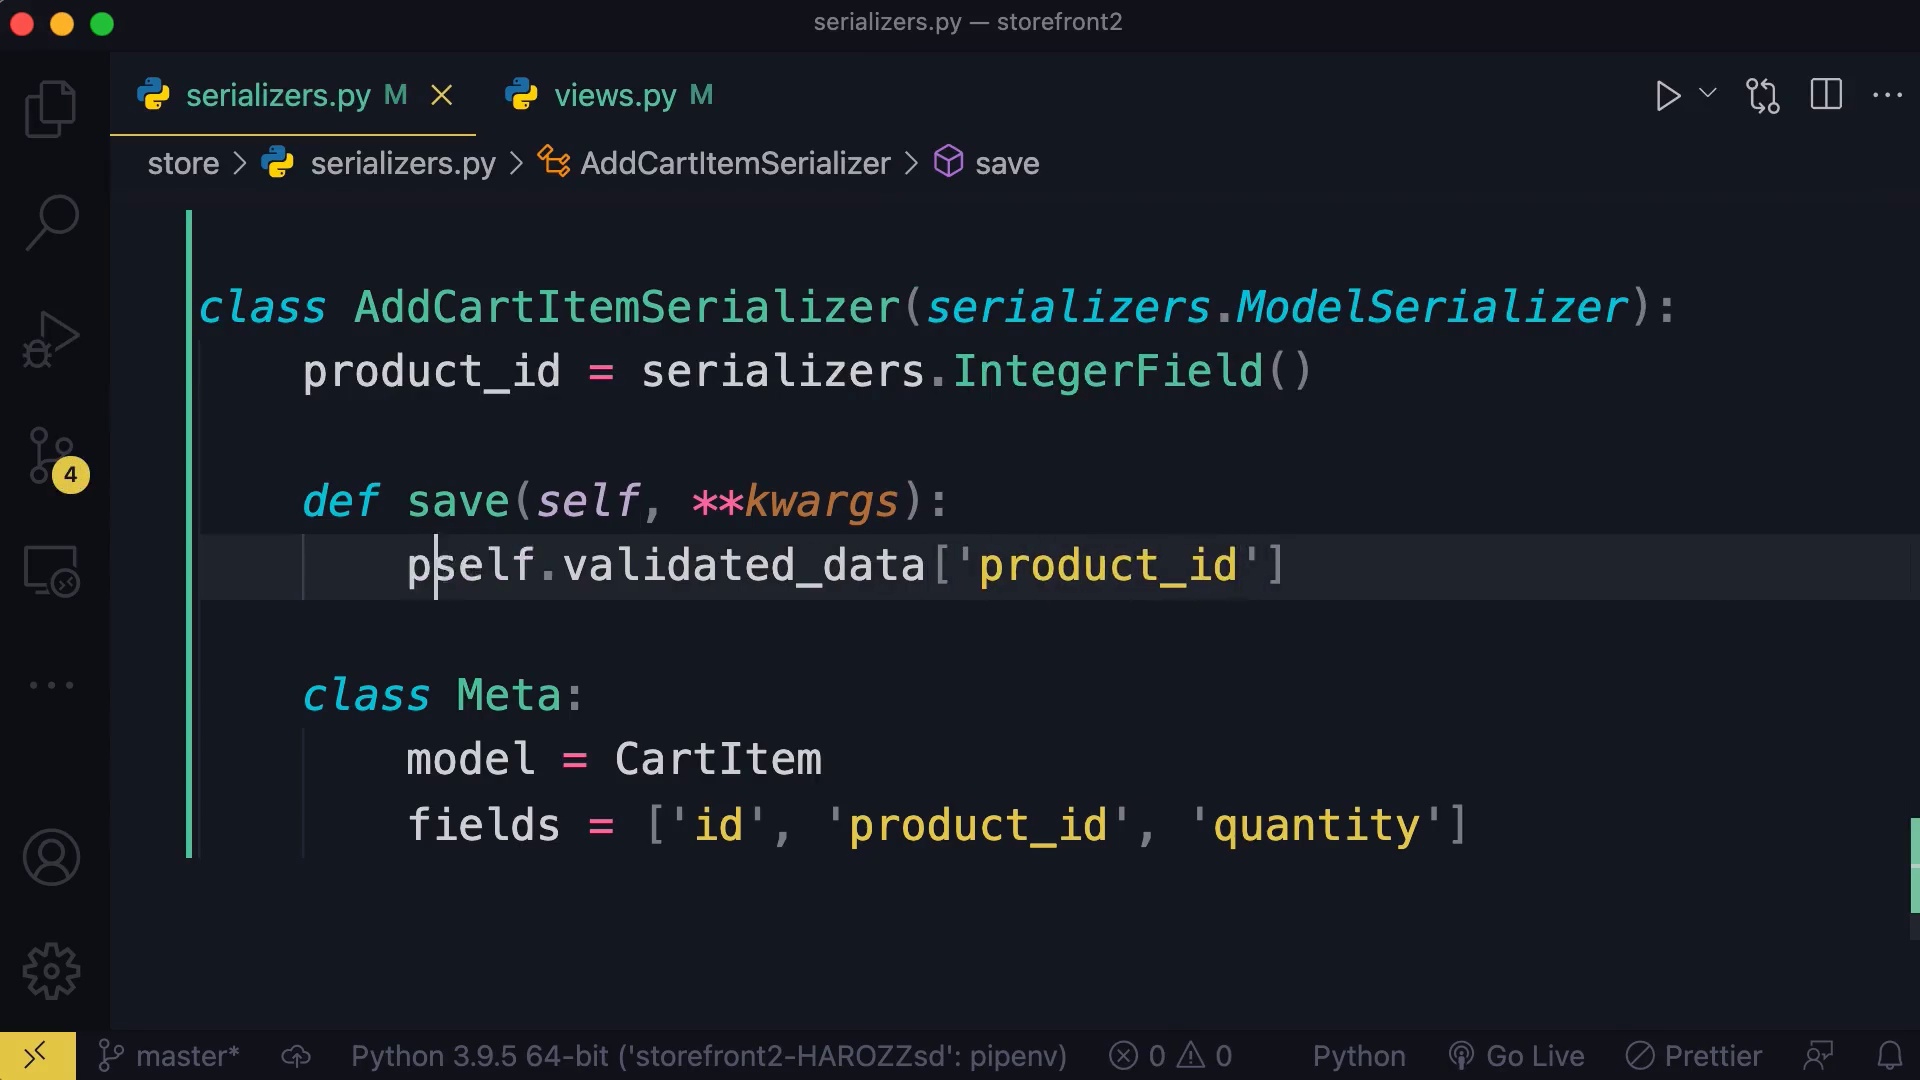 serializers.py — storefront2
serializers.py M
views.py M
store > serializers.py > AddCartItemSerializer > save
class AddCartItemSerializer(serializers.ModelSerializer):
product_id = serializers.IntegerField()
def save(self, **kwargs):
pself.validated_data['product_id']
class Meta:
model = CartItem
fields = ['id', 'product_id', 'quantity']
4
master* Python 3.9.5 64-bit ('storefront2-HAROZZsd': pipenv) 0 0 Python Go Live Prettier